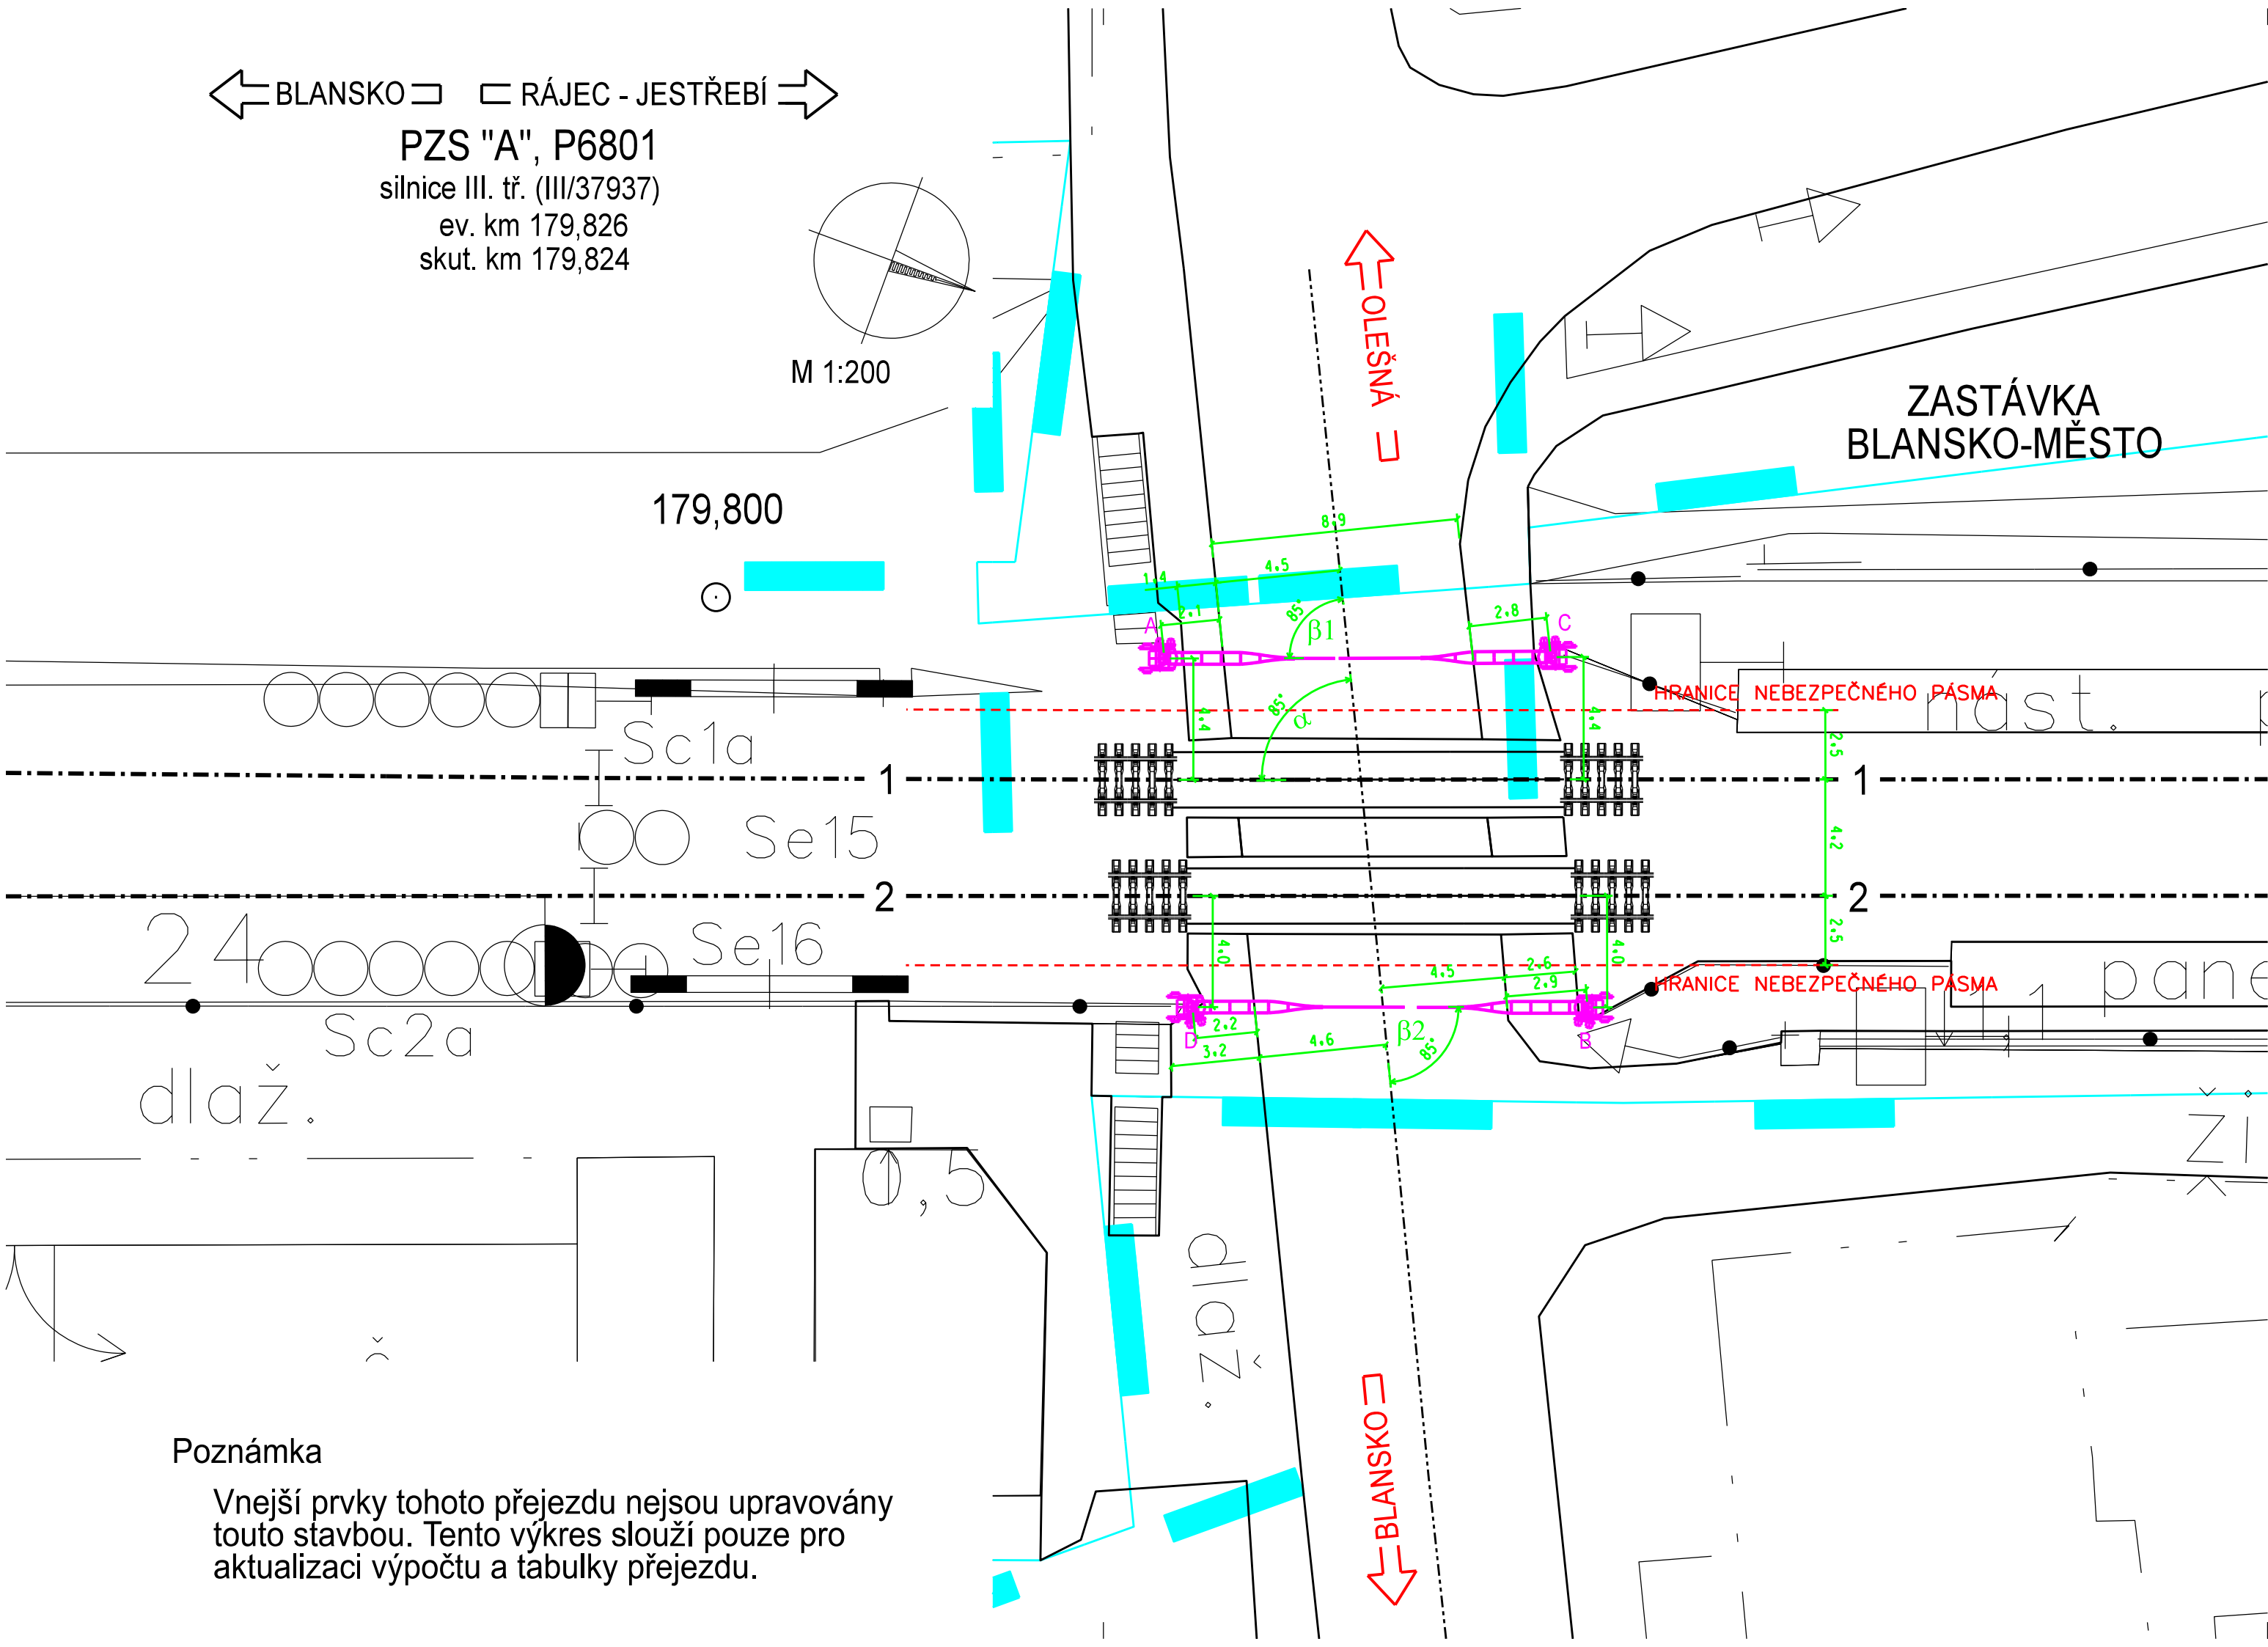 BLANSKO RÁJEC - JESTŘEBÍ
PZS "A", P6801
silnice III. tř. (III/37937)
ev. km 179,826
skut. km 179,824
M 1:200
OLEŠNÁ
ZASTÁVKA
BLANSKO-MĚSTO
179,800
8.9
4.5
1.4
2.1
85°
β1
2.8
A
C
HRANICE NEBEZPEČNÉHO PÁSMA
nást.
Sc1a
4.4
85°
α
4.4
2.5
1
1
Se15
4.2
2
2
24
Se16
4.0
4.5
2.6
2.9
4.0
2.5
HRANICE NEBEZPEČNÉHO PÁSMA
Sc2a
2.2
D
3.2
4.6
β2
85°
B
1,1
dlaž.
0,5
dlaž.
BLANSKO
Poznámka
Vnejší prvky tohoto přejezdu nejsou upravovány
touto stavbou. Tento výkres slouží pouze pro
aktualizaci výpočtu a tabulky přejezdu.